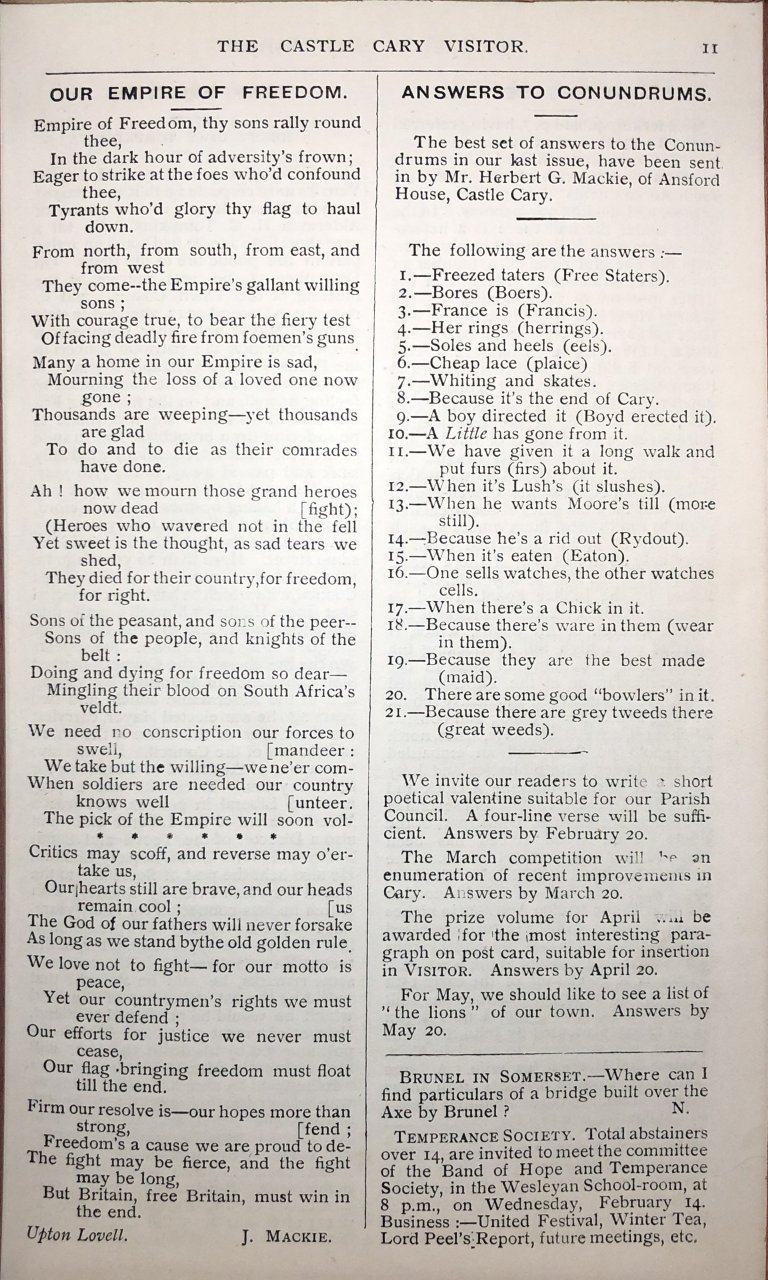 THE CASTLE CARY VISITOR. 11
OUR EMPIRE OF FREEDOM.
Empire of Freedom, thy sons rally round
thee,
In the dark hour of adversity's frown;
Eager to strike at the foes who'd confound
thee,
Tyrants who'd glory thy flag to haul
down.
From north, from south, from east, and
from west
They come--the Empire's gallant willing
sons ;
With courage true, to bear the fiery test
Of facing deadly fire from foemen's guns
Many a home in our Empire is sad,
Mourning the loss of a loved one now
gone ;
Thousands are weeping—yet thousands
are glad
To do and to die as their comrades
have done.
Ah ! how we mourn those grand heroes
now dead [fight);
(Heroes who wavered not in the fell
Yet sweet is the thought, as sad tears we
shed,
They died for their country,for freedom,
for right.
Sons of the peasant, and sons of the peer--
Sons of the people, and knights of the
belt :
Doing and dying for freedom so dear—
Mingling their blood on South Africa's
veldt.
We need no conscription our forces to
swell, [mandeer :
We take but the willing—we ne'er com-
When soldiers are needed our country
knows well [unteer.
The pick of the Empire will soon vol-
* * * * * *
Critics may scoff, and reverse may o'er-
take us,
Our hearts still are brave, and our heads
remain cool ; [us
The God of our fathers will never forsake
As long as we stand bythe old golden rule
We love not to fight— for our motto is
peace,
Yet our countrymen's rights we must
ever defend ;
Our efforts for justice we never must
cease,
Our flag bringing freedom must float
till the end.
Firm our resolve is—our hopes more than
strong, [fend ;
Freedom's a cause we are proud to de-
The fight may be fierce, and the fight
may be long,
But Britain, free Britain, must win in
the end.
Upton Lovell. J. MACKIE.
ANSWERS TO CONUNDRUMS.
The best set of answers to the Conun-
drums in our last issue, have been sent
in by Mr. Herbert G. Mackie, of Ansford
House, Castle Cary.
The following are the answers :—
1.—Freezed taters (Free Staters).
2.—Bores (Boers).
3.—France is (Francis).
4.—Her rings (herrings).
5.—Soles and heels (eels).
6.—Cheap lace (plaice)
7.—Whiting and skates.
8.—Because it's the end of Cary.
9.—A boy directed it (Boyd erected it).
10.—A Little has gone from it.
11.—We have given it a long walk and
put furs (firs) about it.
12.—When it's Lush's (it slushes).
13.—When he wants Moore's till (more
still).
14.—Because he's a rid out (Rydout).
15.—When it's eaten (Eaton).
16.—One sells watches, the other watches
cells.
17.—When there's a Chick in it.
18.—Because there's ware in them (wear
in them).
19.—Because they are the best made
(maid).
20. There are some good "bowlers" in it.
21.—Because there are grey tweeds there
(great weeds).
We invite our readers to write a short
poetical valentine suitable for our Parish
Council. A four-line verse will be suffi-
cient. Answers by February 20.
The March competition will be an
enumeration of recent improvements in
Cary. Answers by March 20.
The prize volume for April will be
awarded for the most interesting para-
graph on post card, suitable for insertion
in VISITOR. Answers by April 20.
For May, we should like to see a list of
"the lions" of our town. Answers by
May 20.
BRUNEL IN SOMERSET.—Where can I
find particulars of a bridge built over the
Axe by Brunel ? N.
TEMPERANCE SOCIETY. Total abstainers
over 14, are invited to meet the committee
of the Band of Hope and Temperance
Society, in the Wesleyan School-room, at
8 p.m., on Wednesday, February 14.
Business :—United Festival, Winter Tea,
Lord Peel's Report, future meetings, etc.